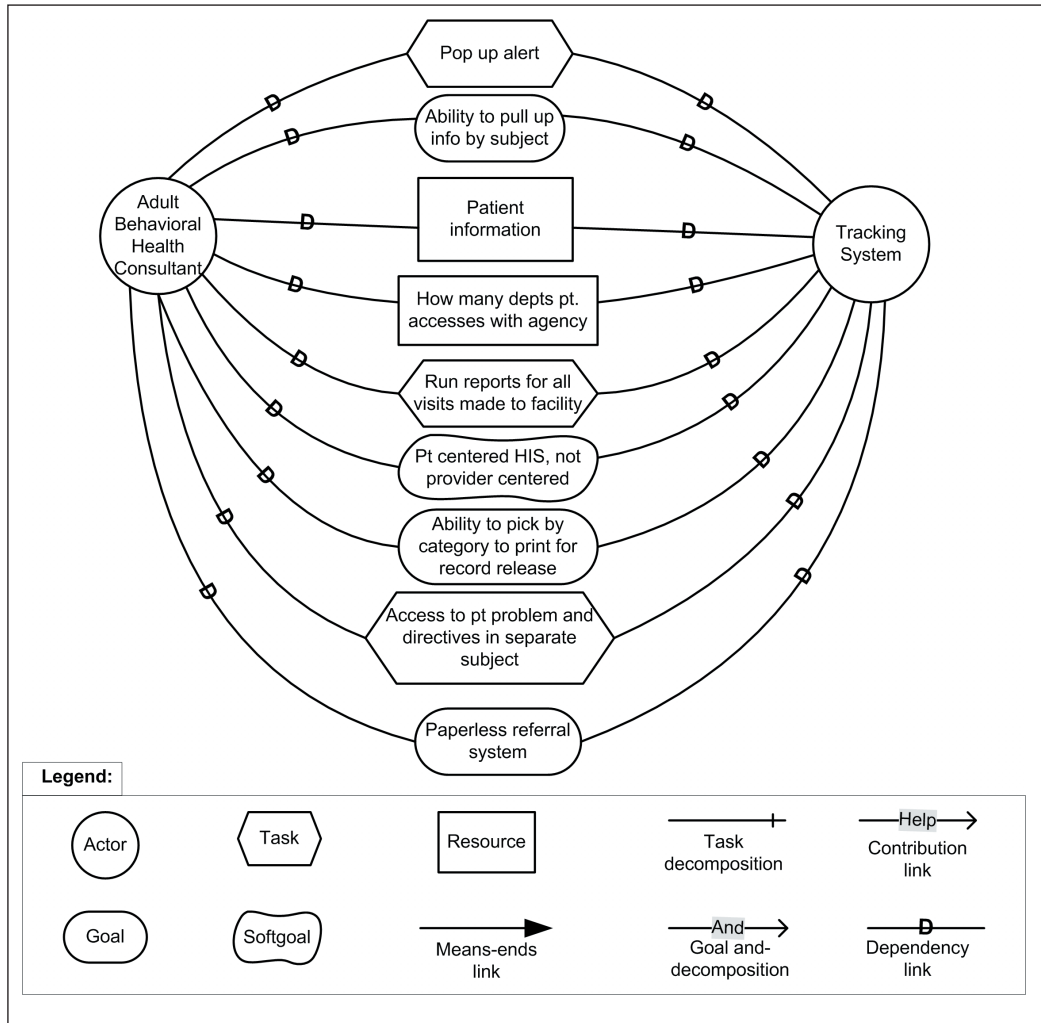 Pop up alert
D
D
Ability to pull up
info by subject
D
D
Adult
Behavioral
Health
Consultant
D
Patient
information
D
Tracking
System
D
How many depts pt.
accesses with agency
D
D
Run reports for all
visits made to facility
D
D
Pt centered HIS, not
provider centered
D
D
Ability to pick by
category to print for
record release
D
D
Access to pt problem and
directives in separate
subject
D
D
Paperless referral
system
D
Legend:
Actor
Task
Resource
Task
decomposition
Help
Contribution
link
Goal
Softgoal
Means-ends
link
And
Goal and-
decomposition
D
Dependency
link